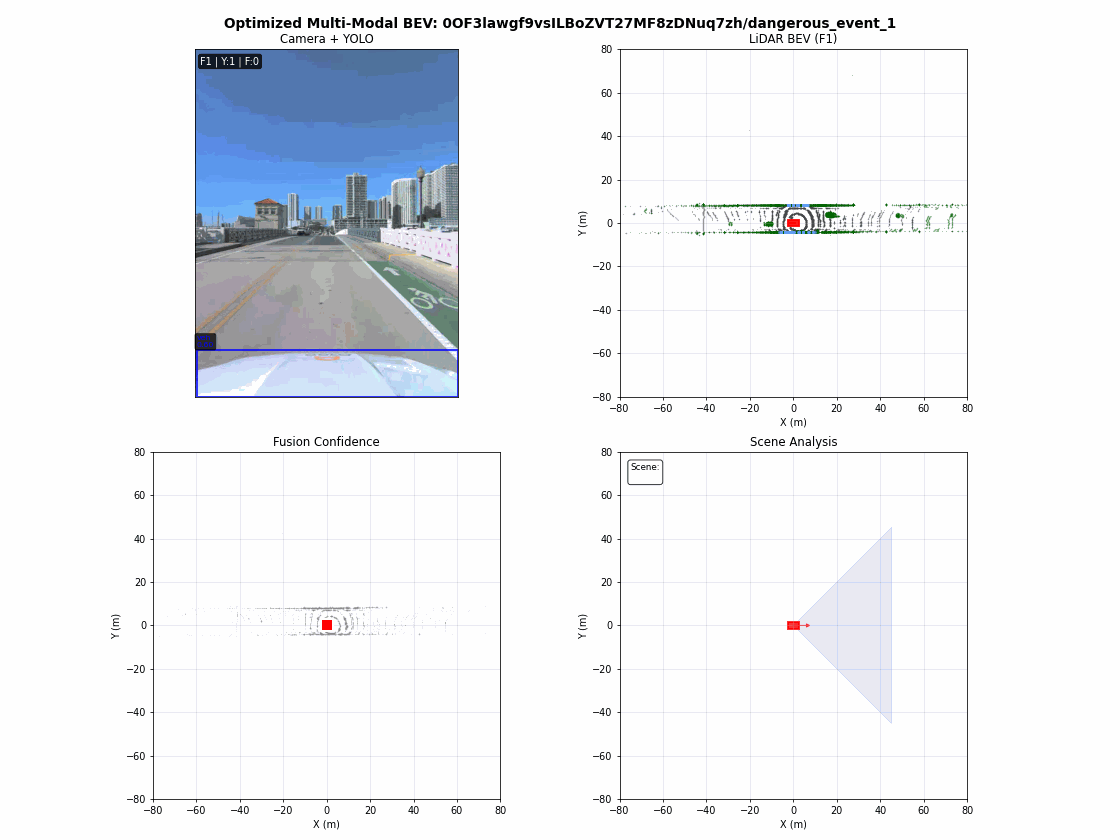 Optimized Multi-Modal BEV: 0OF3lawgf9vsILBoZVT27MF8zDNuq7zh/dangerous_event_1
Camera + YOLO
F1 | Y:1 | F:0
LiDAR BEV (F1)
80
60
40
20
0
−20
−40
−60
−80
Y (m)
−80 −60 −40 −20 0 20 40 60 80
X (m)
Fusion Confidence
80
60
40
20
0
−20
−40
−60
−80
Y (m)
−80 −60 −40 −20 0 20 40 60 80
X (m)
Scene Analysis
Scene:
80
60
40
20
0
−20
−40
−60
−80
Y (m)
−80 −60 −40 −20 0 20 40 60 80
X (m)